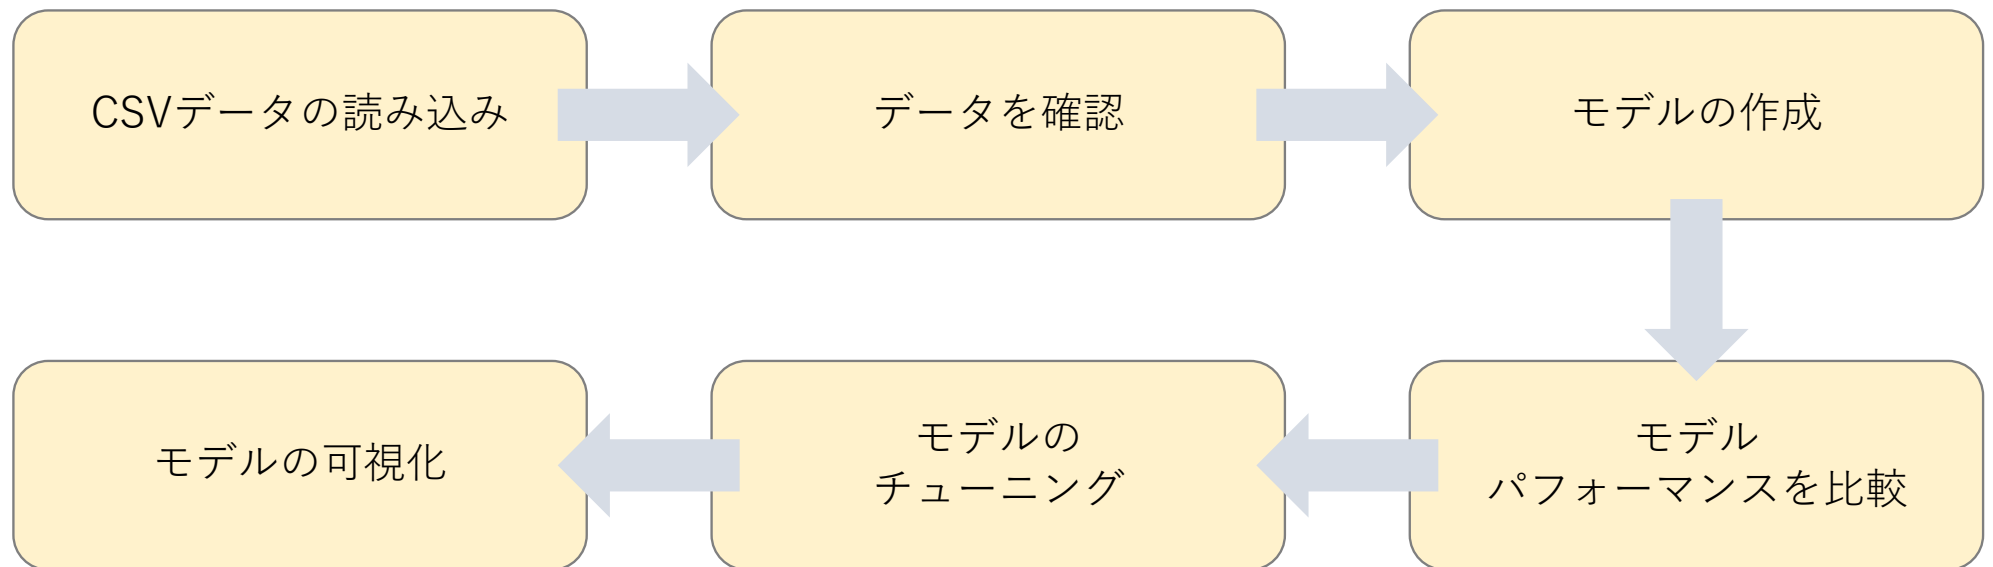 CSVデータの読み込み
データを確認
モデルの作成
モデル
パフォーマンスを比較
モデルの
チューニング
モデルの可視化